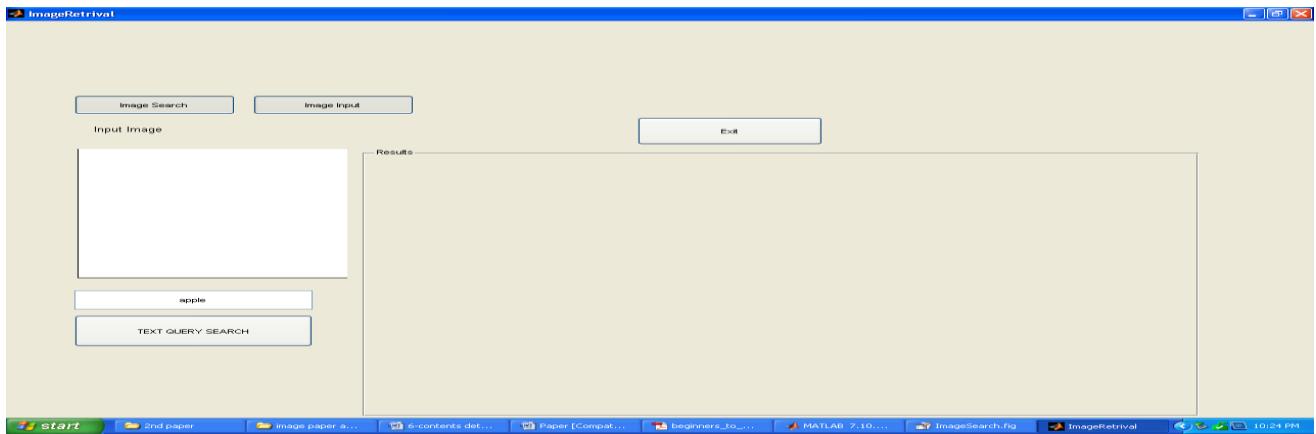 ImageRetrival
Image Search
Image Input
Input Image
Exit
Results
apple
TEXT QUERY SEARCH
start
2nd paper
image paper a...
6-contents det...
Paper [Compat...
beginners_to_...
MATLAB 7.10....
ImageSearch.fig
ImageRetrival
10:24 PM